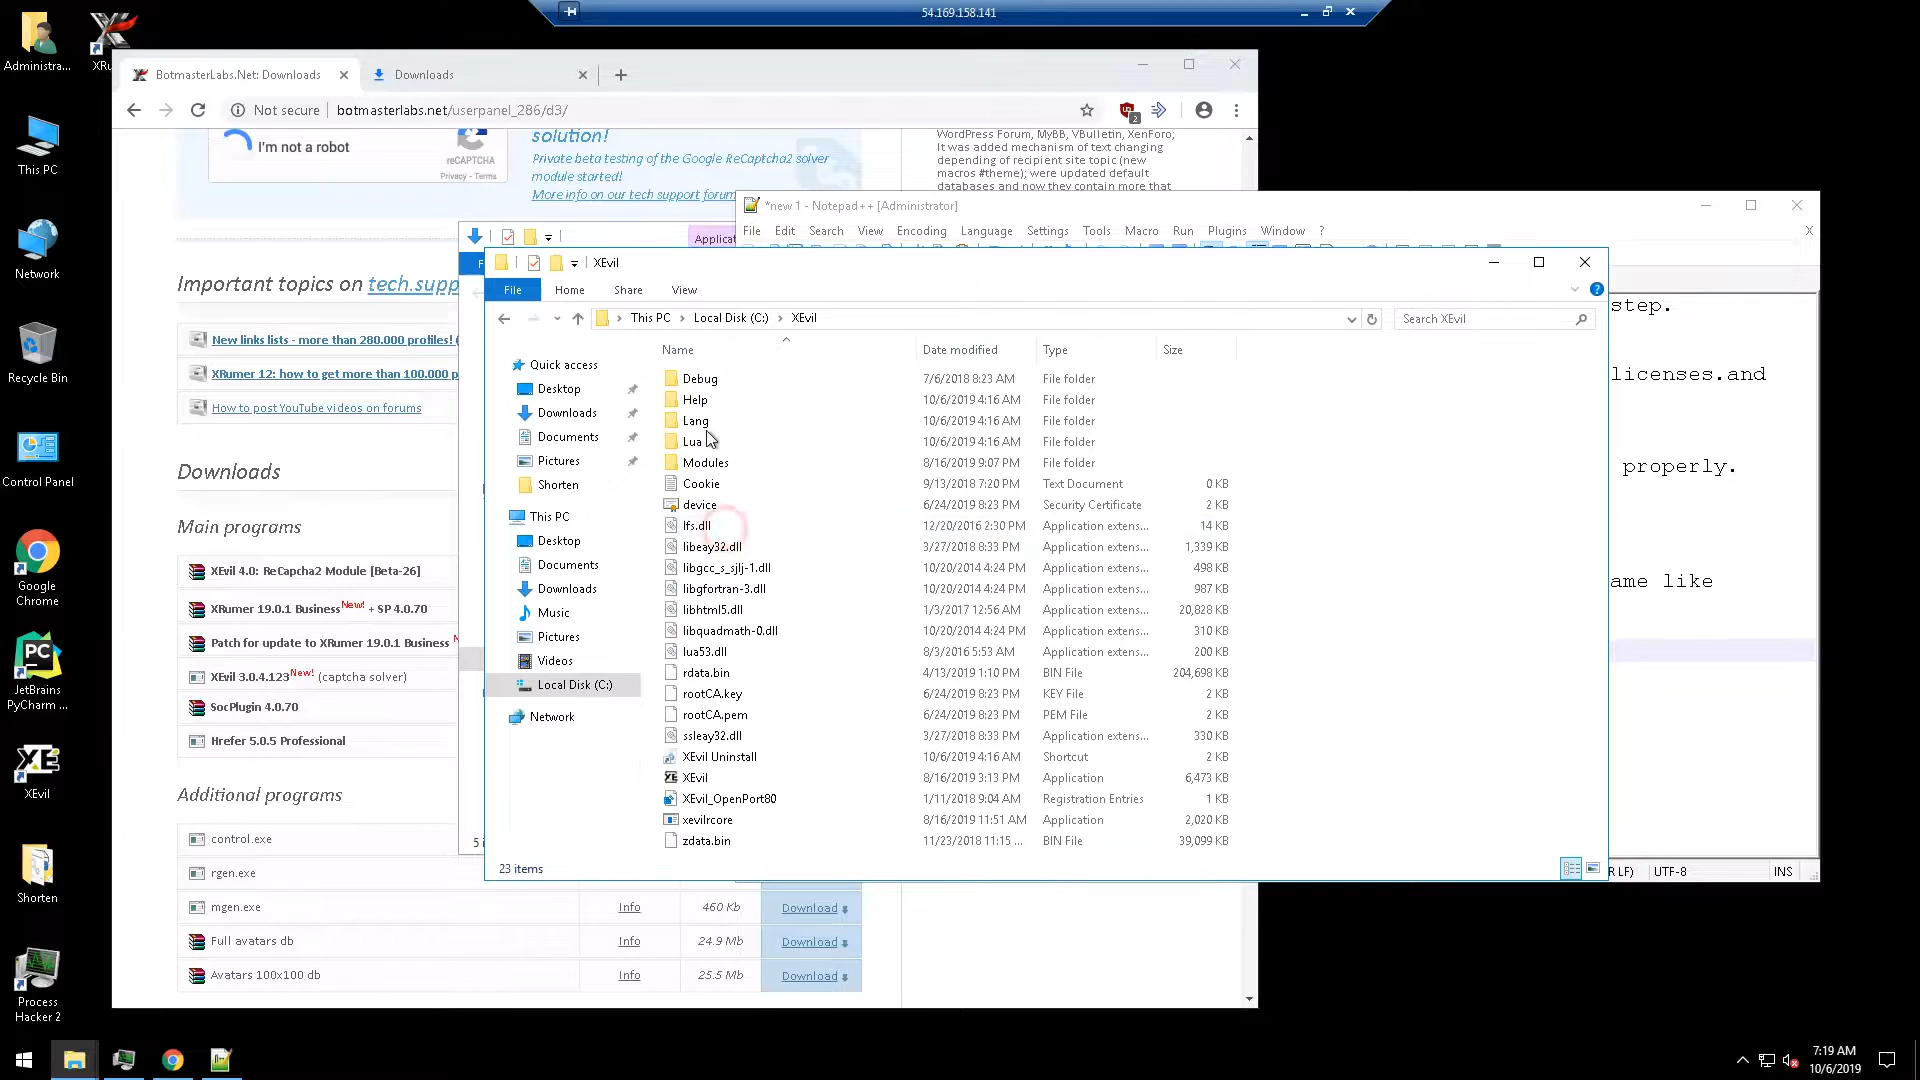 54.169.158.141
Administra...
XRu
This PC
Network
Recycle Bin
Control Panel
Google
Chrome
JetBrains
PyCharm ...
XEvil
Shorten
Process
Hacker 2
BotmasterLabs.Net: Downloads
Downloads
Not secure
botmasterlabs.net/userpanel_286/d3/
2
I'm not a robot
reCAPTCHA
Privacy - Terms
solution!
Private beta testing of the Google ReCaptcha2 solver
module started!
More info on our tech support forum
WordPress Forum, MyBB, VBulletin, XenForo;
It was added mechanism of text changing
depending of recipient site topic (new
macros #theme); were updated default
databases and now they contain more that
Important topics on tech.supp
New links lists - more than 280.000 profiles! (
XRumer 12: how to get more than 100.000 p
How to post YouTube videos on forums
Downloads
Main programs
XEvil 4.0: ReCapcha2 Module [Beta-26]
XRumer 19.0.1 Business New! + SP 4.0.70
Patch for update to XRumer 19.0.1 Business N
XEvil 3.0.4.123 New! (captcha solver)
SocPlugin 4.0.70
Hrefer 5.0.5 Professional
Additional programs
control.exe
rgen.exe
mgen.exe Info 460 Kb Download
Full avatars db Info 24.9 Mb Download
Avatars 100x100 db Info 25.5 Mb Download
Applicat
F
5 i
*new 1 - Notepad++ [Administrator]
File Edit Search View Encoding Language Settings Tools Macro Run Plugins Window ?
X
step.
licenses.and
properly.
ame like
R LF) UTF-8 INS
XEvil
File Home Share View
This PC Local Disk (C:) XEvil
Search XEvil
Quick access
Desktop
Downloads
Documents
Pictures
Shorten
This PC
Desktop
Documents
Downloads
Music
Pictures
Videos
Local Disk (C:)
Network
Name Date modified Type Size
Debug 7/6/2018 8:23 AM File folder
Help 10/6/2019 4:16 AM File folder
Lang 10/6/2019 4:16 AM File folder
Lua 10/6/2019 4:16 AM File folder
Modules 8/16/2019 9:07 PM File folder
Cookie 9/13/2018 7:20 PM Text Document 0 KB
device 6/24/2019 8:23 PM Security Certificate 2 KB
lfs.dll 12/20/2016 2:30 PM Application extens... 14 KB
libeay32.dll 3/27/2018 8:33 PM Application extens... 1,339 KB
libgcc_s_sjlj-1.dll 10/20/2014 4:24 PM Application extens... 498 KB
libgfortran-3.dll 10/20/2014 4:24 PM Application extens... 987 KB
libhtml5.dll 1/3/2017 12:56 AM Application extens... 20,828 KB
libquadmath-0.dll 10/20/2014 4:24 PM Application extens... 310 KB
lua53.dll 8/3/2016 5:53 AM Application extens... 200 KB
rdata.bin 4/13/2019 1:10 PM BIN File 204,698 KB
rootCA.key 6/24/2019 8:23 PM KEY File 2 KB
rootCA.pem 6/24/2019 8:23 PM PEM File 2 KB
ssleay32.dll 3/27/2018 8:33 PM Application extens... 330 KB
XEvil Uninstall 10/6/2019 4:16 AM Shortcut 2 KB
XEvil 8/16/2019 3:13 PM Application 6,473 KB
XEvil_OpenPort80 1/11/2018 9:04 AM Registration Entries 1 KB
xevilrcore 8/16/2019 11:51 AM Application 2,020 KB
zdata.bin 11/23/2018 11:15 ... BIN File 39,099 KB
23 items
7:19 AM
10/6/2019